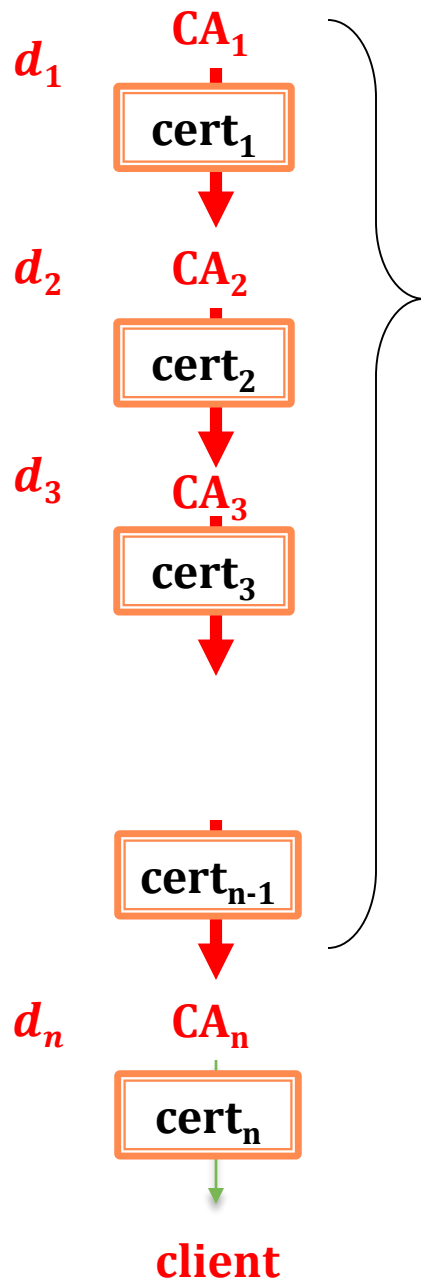 d₁ CA₁
cert₁
d₂ CA₂
cert₂
d₃ CA₃
cert₃
certₙ₋₁
dₙ CAₙ
certₙ
client